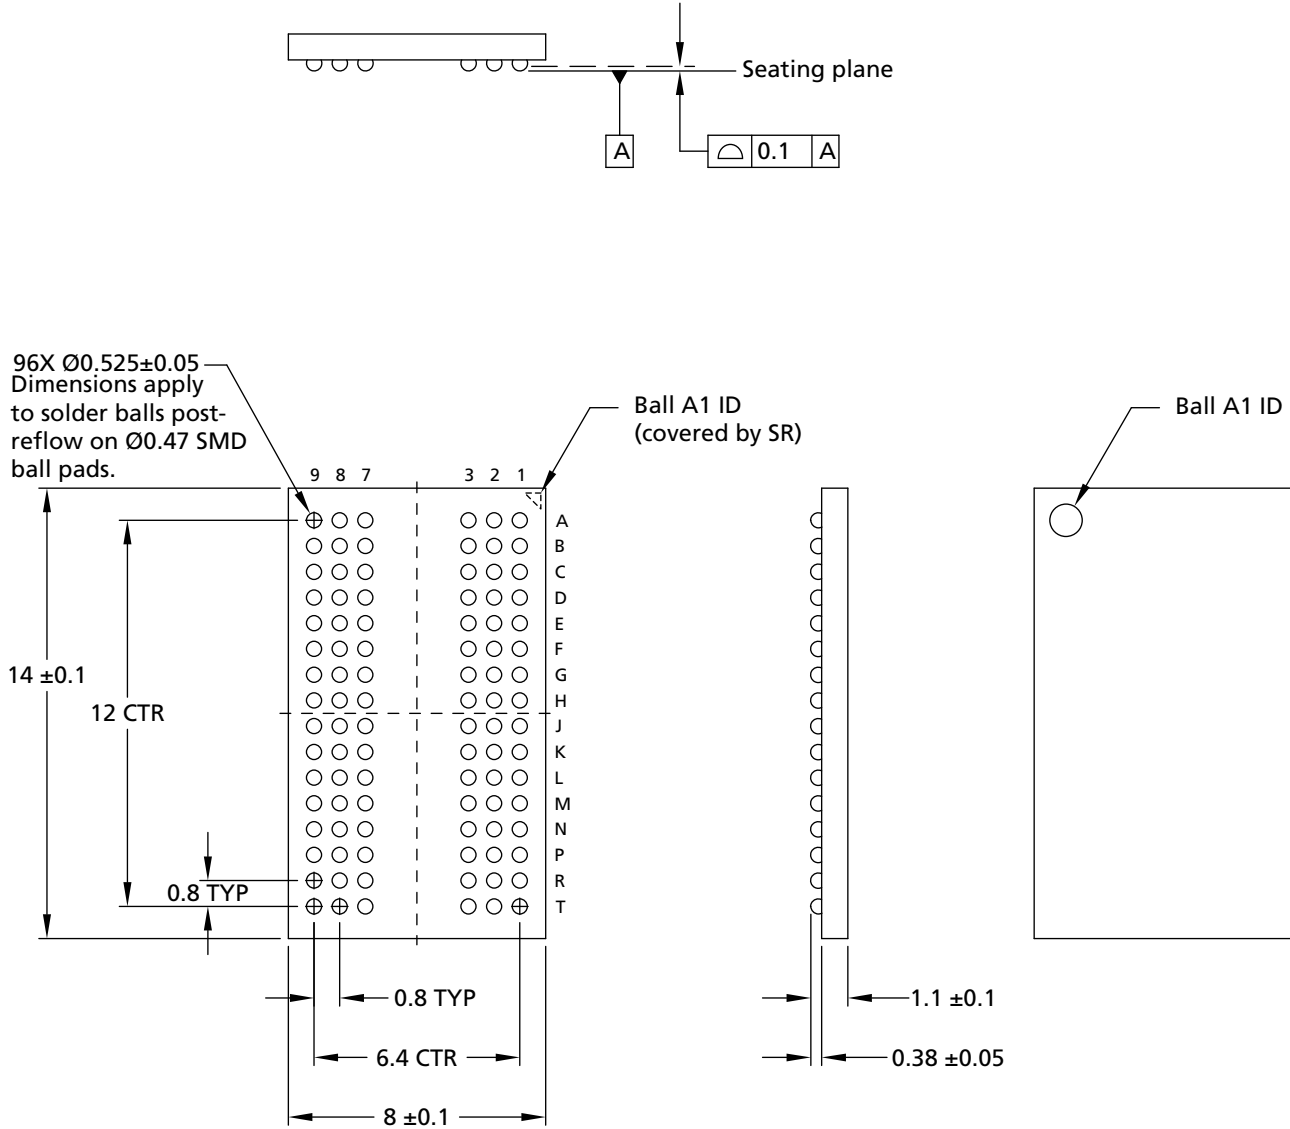 Seating plane
A
0.1 A
96X Ø0.525±0.05
Dimensions apply
to solder balls post-
reflow on Ø0.47 SMD
ball pads.
Ball A1 ID
(covered by SR)
Ball A1 ID
9 8 7 3 2 1
A
B
C
D
E
F
G
H
J
K
L
M
N
P
R
T
14 ±0.1
12 CTR
0.8 TYP
0.8 TYP
1.1 ±0.1
6.4 CTR
0.38 ±0.05
8 ±0.1